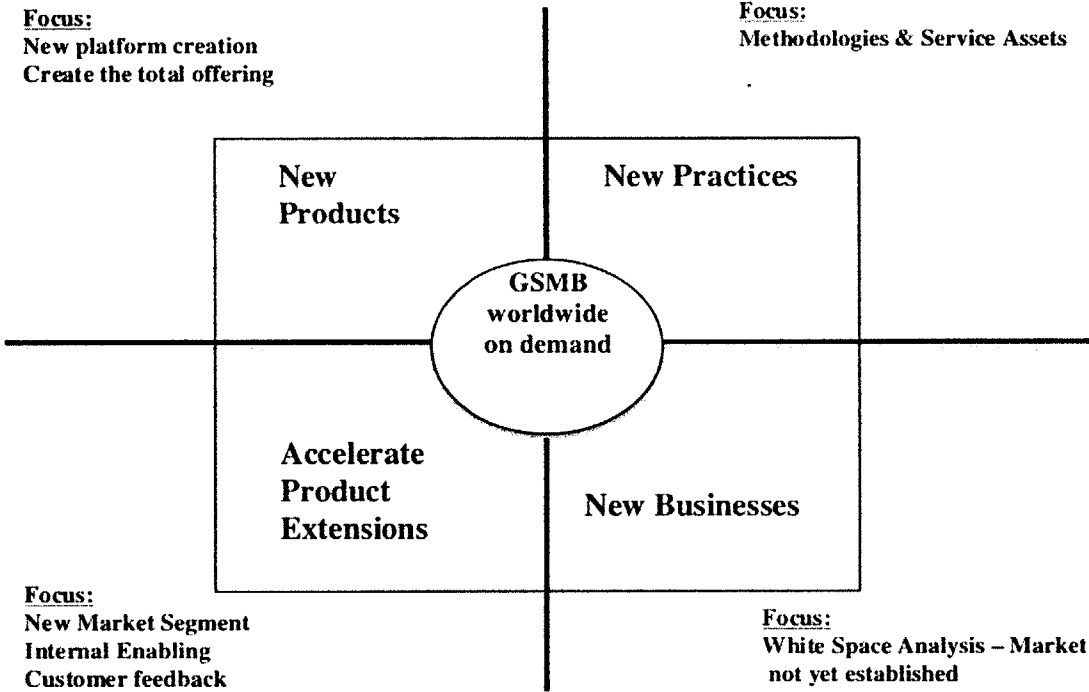 Focus:
New platform creation
Create the total offering
Focus:
Methodologies & Service Assets
New
Products
New Practices
GSMB
worldwide
on demand
Accelerate
Product
Extensions
New Businesses
Focus:
New Market Segment
Internal Enabling
Customer feedback
Focus:
White Space Analysis – Market
not yet established